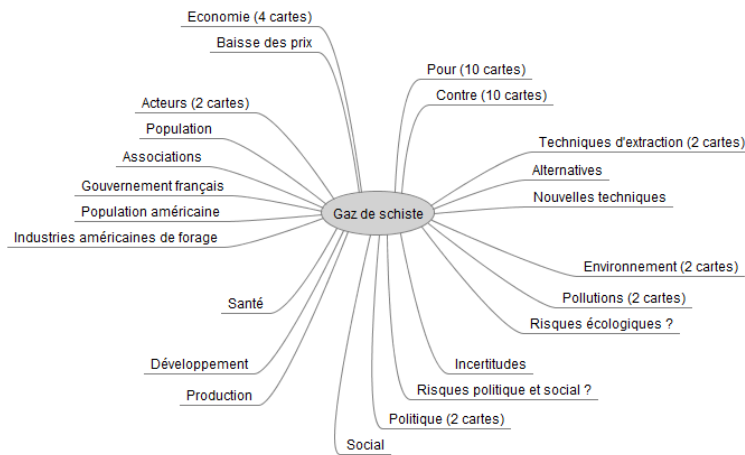 Economie (4 cartes)
Baisse des prix
Pour (10 cartes)
Contre (10 cartes)
Acteurs (2 cartes)
Population
Associations
Gouvernement français
Population américaine
Industries américaines de forage
Techniques d'extraction (2 cartes)
Alternatives
Nouvelles techniques
Gaz de schiste
Environnement (2 cartes)
Pollutions (2 cartes)
Risques écologiques ?
Santé
Développement
Production
Incertitudes
Risques politique et social ?
Politique (2 cartes)
Social